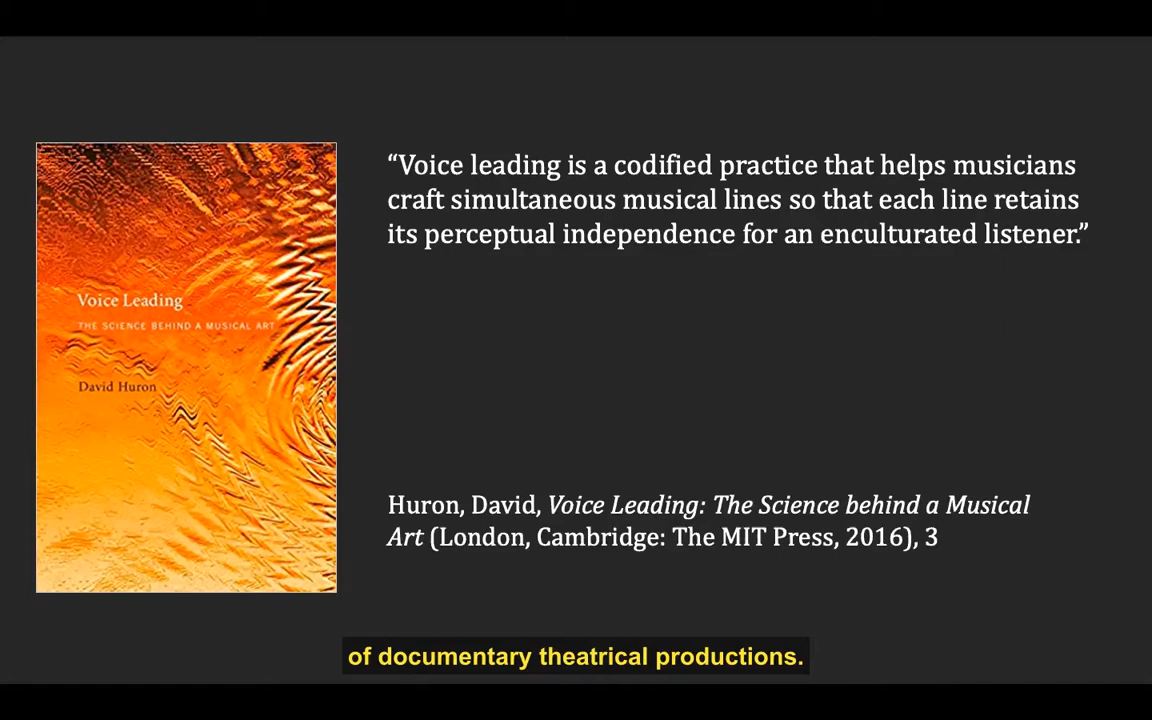 Voice Leading
THE SCIENCE BEHIND A MUSICAL ART
David Huron
“Voice leading is a codified practice that helps musicians
craft simultaneous musical lines so that each line retains
its perceptual independence for an enculturated listener.”
Huron, David, Voice Leading: The Science behind a Musical
Art (London, Cambridge: The MIT Press, 2016), 3
of documentary theatrical productions.